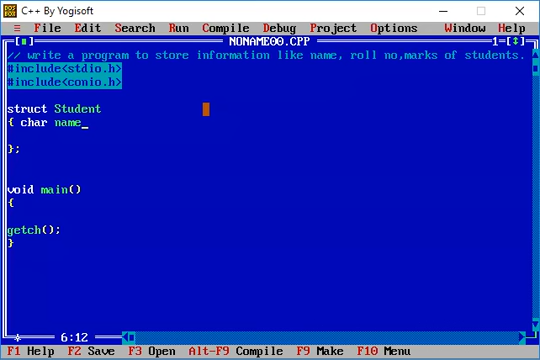 C++ By Yogisoft
≡ File Edit Search Run Compile Debug Project Options Window Help
NONAME00.CPP 1=[↕]
// write a program to store information like name, roll no,marks of students.
#include<stdio.h>
#include<conio.h>
struct Student
{ char name_
};
void main()
{
getch();
}
6:12
F1 Help F2 Save F3 Open Alt-F9 Compile F9 Make F10 Menu